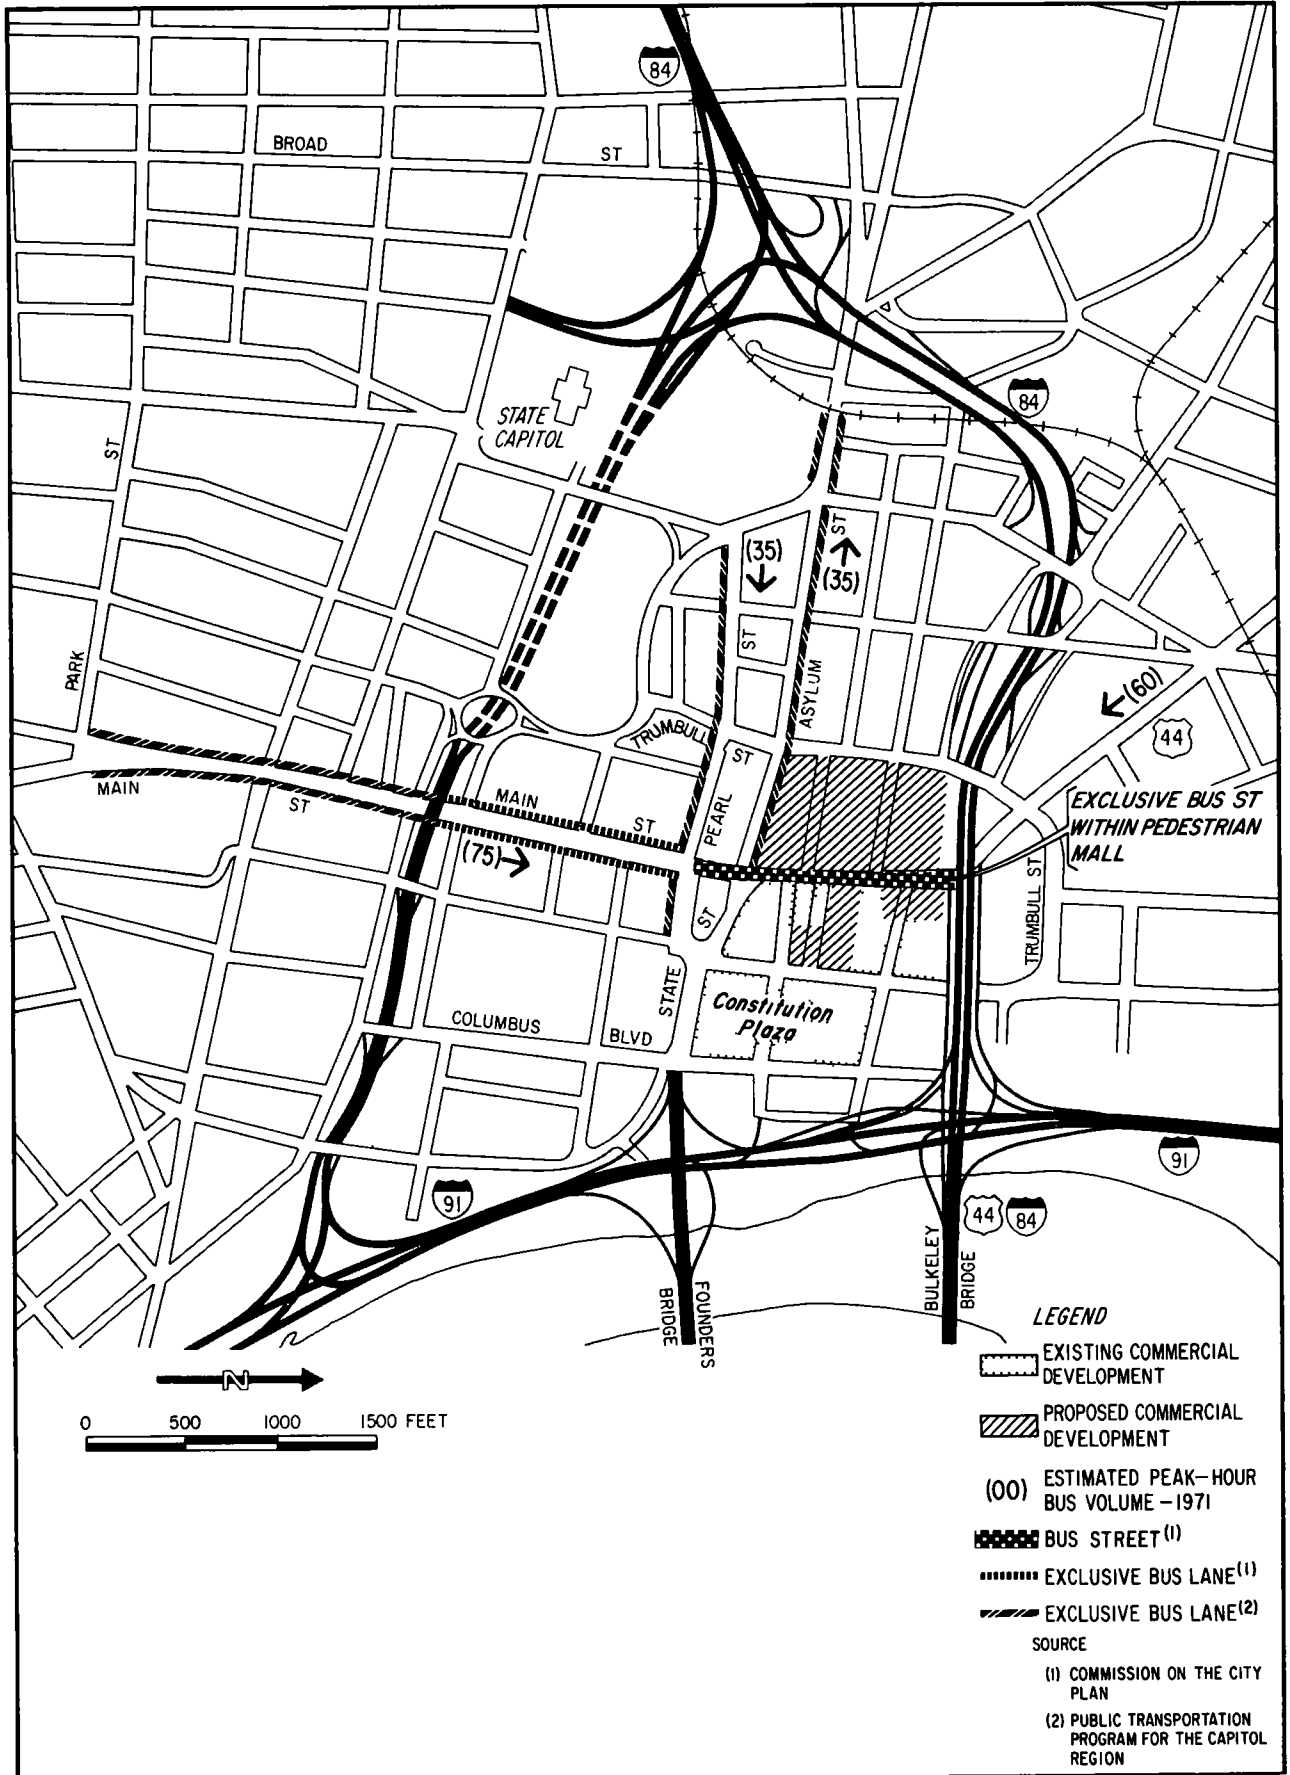 84
BROAD
ST
STATE
CAPITOL
84
ST
(35)
ST
(35)
ST
PARK
ASYLUM
TRUMBULL
ST
(60)
44
MAIN
ST
MAIN
ST
PEARL
ST
(75)
EXCLUSIVE BUS ST
WITHIN PEDESTRIAN
MALL
TRUMBULL ST
STATE
COLUMBUS
BLVD
Constitution
Plaza
91
91
44
84
BULKELEY
BRIDGE
FOUNDERS
BRIDGE
N
0 500 1000 1500 FEET
LEGEND
EXISTING COMMERCIAL
DEVELOPMENT
PROPOSED COMMERCIAL
DEVELOPMENT
(00) ESTIMATED PEAK-HOUR
BUS VOLUME - 1971
BUS STREET(1)
EXCLUSIVE BUS LANE(1)
EXCLUSIVE BUS LANE(2)
SOURCE
(1) COMMISSION ON THE CITY
PLAN
(2) PUBLIC TRANSPORTATION
PROGRAM FOR THE CAPITOL
REGION